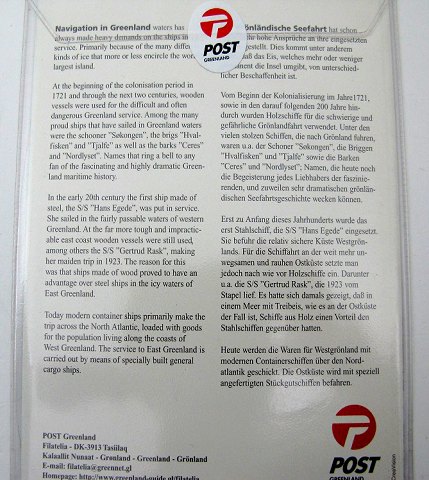 Navigation in Greenland waters has
always made heavy demands on the ships in
service. Primarily because of the many differ
kinds of ice that more or less encircle the wor
largest island.
At the beginning of the colonisation period in
1721 and through the next two centuries, wooden
vessels were used for the difficult and often
dangerous Greenland service. Among the many
proud ships that have sailed in Greenland waters
were the schooner "Søkongen", the brigs "Hval-
fisken" and "Tjalfe" as well as the barks "Ceres"
and "Nordlyset". Names that ring a bell to any
fan of the fascinating and highly dramatic Green-
land maritime history.
In the early 20th century the first ship made of
steel, the S/S "Hans Egede", was put in service.
She sailed in the fairly passable waters of western
Greenland. At the far more tough and impractic-
able east coast wooden vessels were still used,
among others the S/S "Gertrud Rask", making
her maiden trip in 1923. The reason for this
was that ships made of wood proved to have an
advantage over steel ships in the icy waters of
East Greenland.
Today modern container ships primarily make the
trip across the North Atlantic, loaded with goods
for the population living along the coasts of
West Greenland. The service to East Greenland is
carried out by means of specially built general
cargo ships.
POST Greenland
Filatelia - DK-3913 Tasiilaq
Kalaallit Nunaat - Grønland - Greenland - Grönland
E-mail: filatelia@greennet.gl
Homepage: http://www.greenland-guide.gl/filatelia
POST
GREENLAND
Grönländische Seefahrt hat schon
hohe Ansprüche an ihre eingesetzten
gestellt. Dies kommt unter anderem
daß das Eis, welches mehr oder weniger
nent die Insel umgibt, von unterschied-
licher Beschaffenheit ist.
Vom Beginn der Kolonialisierung im Jahre1721,
sowie in den darauf folgenden 200 Jahre hin-
durch wurden Holzschiffe für die schwierige und
gefährliche Grönlandfahrt verwendet. Unter den
vielen stolzen Schiffen, die nach Grönland fuhren,
waren u.a. der Schoner "Søkongen", die Briggen
"Hvalfisken" und "Tjalfe" sowie die Barken
"Ceres" und "Nordlyset"; Namen, die heute noch
die Begeisterung jedes Liebhabers der faszinie-
renden, und zuweilen sehr dramatischen grönlän-
dischen Seefahrtsgeschichte wecken können.
Erst zu Anfang dieses Jahrhunderts wurde das
erst Stahlschiff, die S/S "Hans Egede" eingesetzt.
Sie befuhr die relativ sichere Küste Westgrön-
lands. Für die Schiffahrt an der weit mehr un-
wegsamen und rauhen Ostküste setzte man
jedoch nach wie vor Holzschiffe ein. Darunter
u.a. die S/S "Gertrud Rask", die 1923 vom
Stapel lief. Es hatte sich damals gezeigt, daß in
einem Meer mit Treibeis, wie es an der Ostküste
der Fall ist, Schiffe aus Holz einen Vorteil den
Stahlschiffen gegenüber hatten.
Heute werden die Waren für Westgrönland mit
modernen Containerschiffen über den Nord-
atlantik geschickt. Die Ostküste wird mit speziell
angefertigten Stückgutschiffen befahren.
POST
GREENLAND